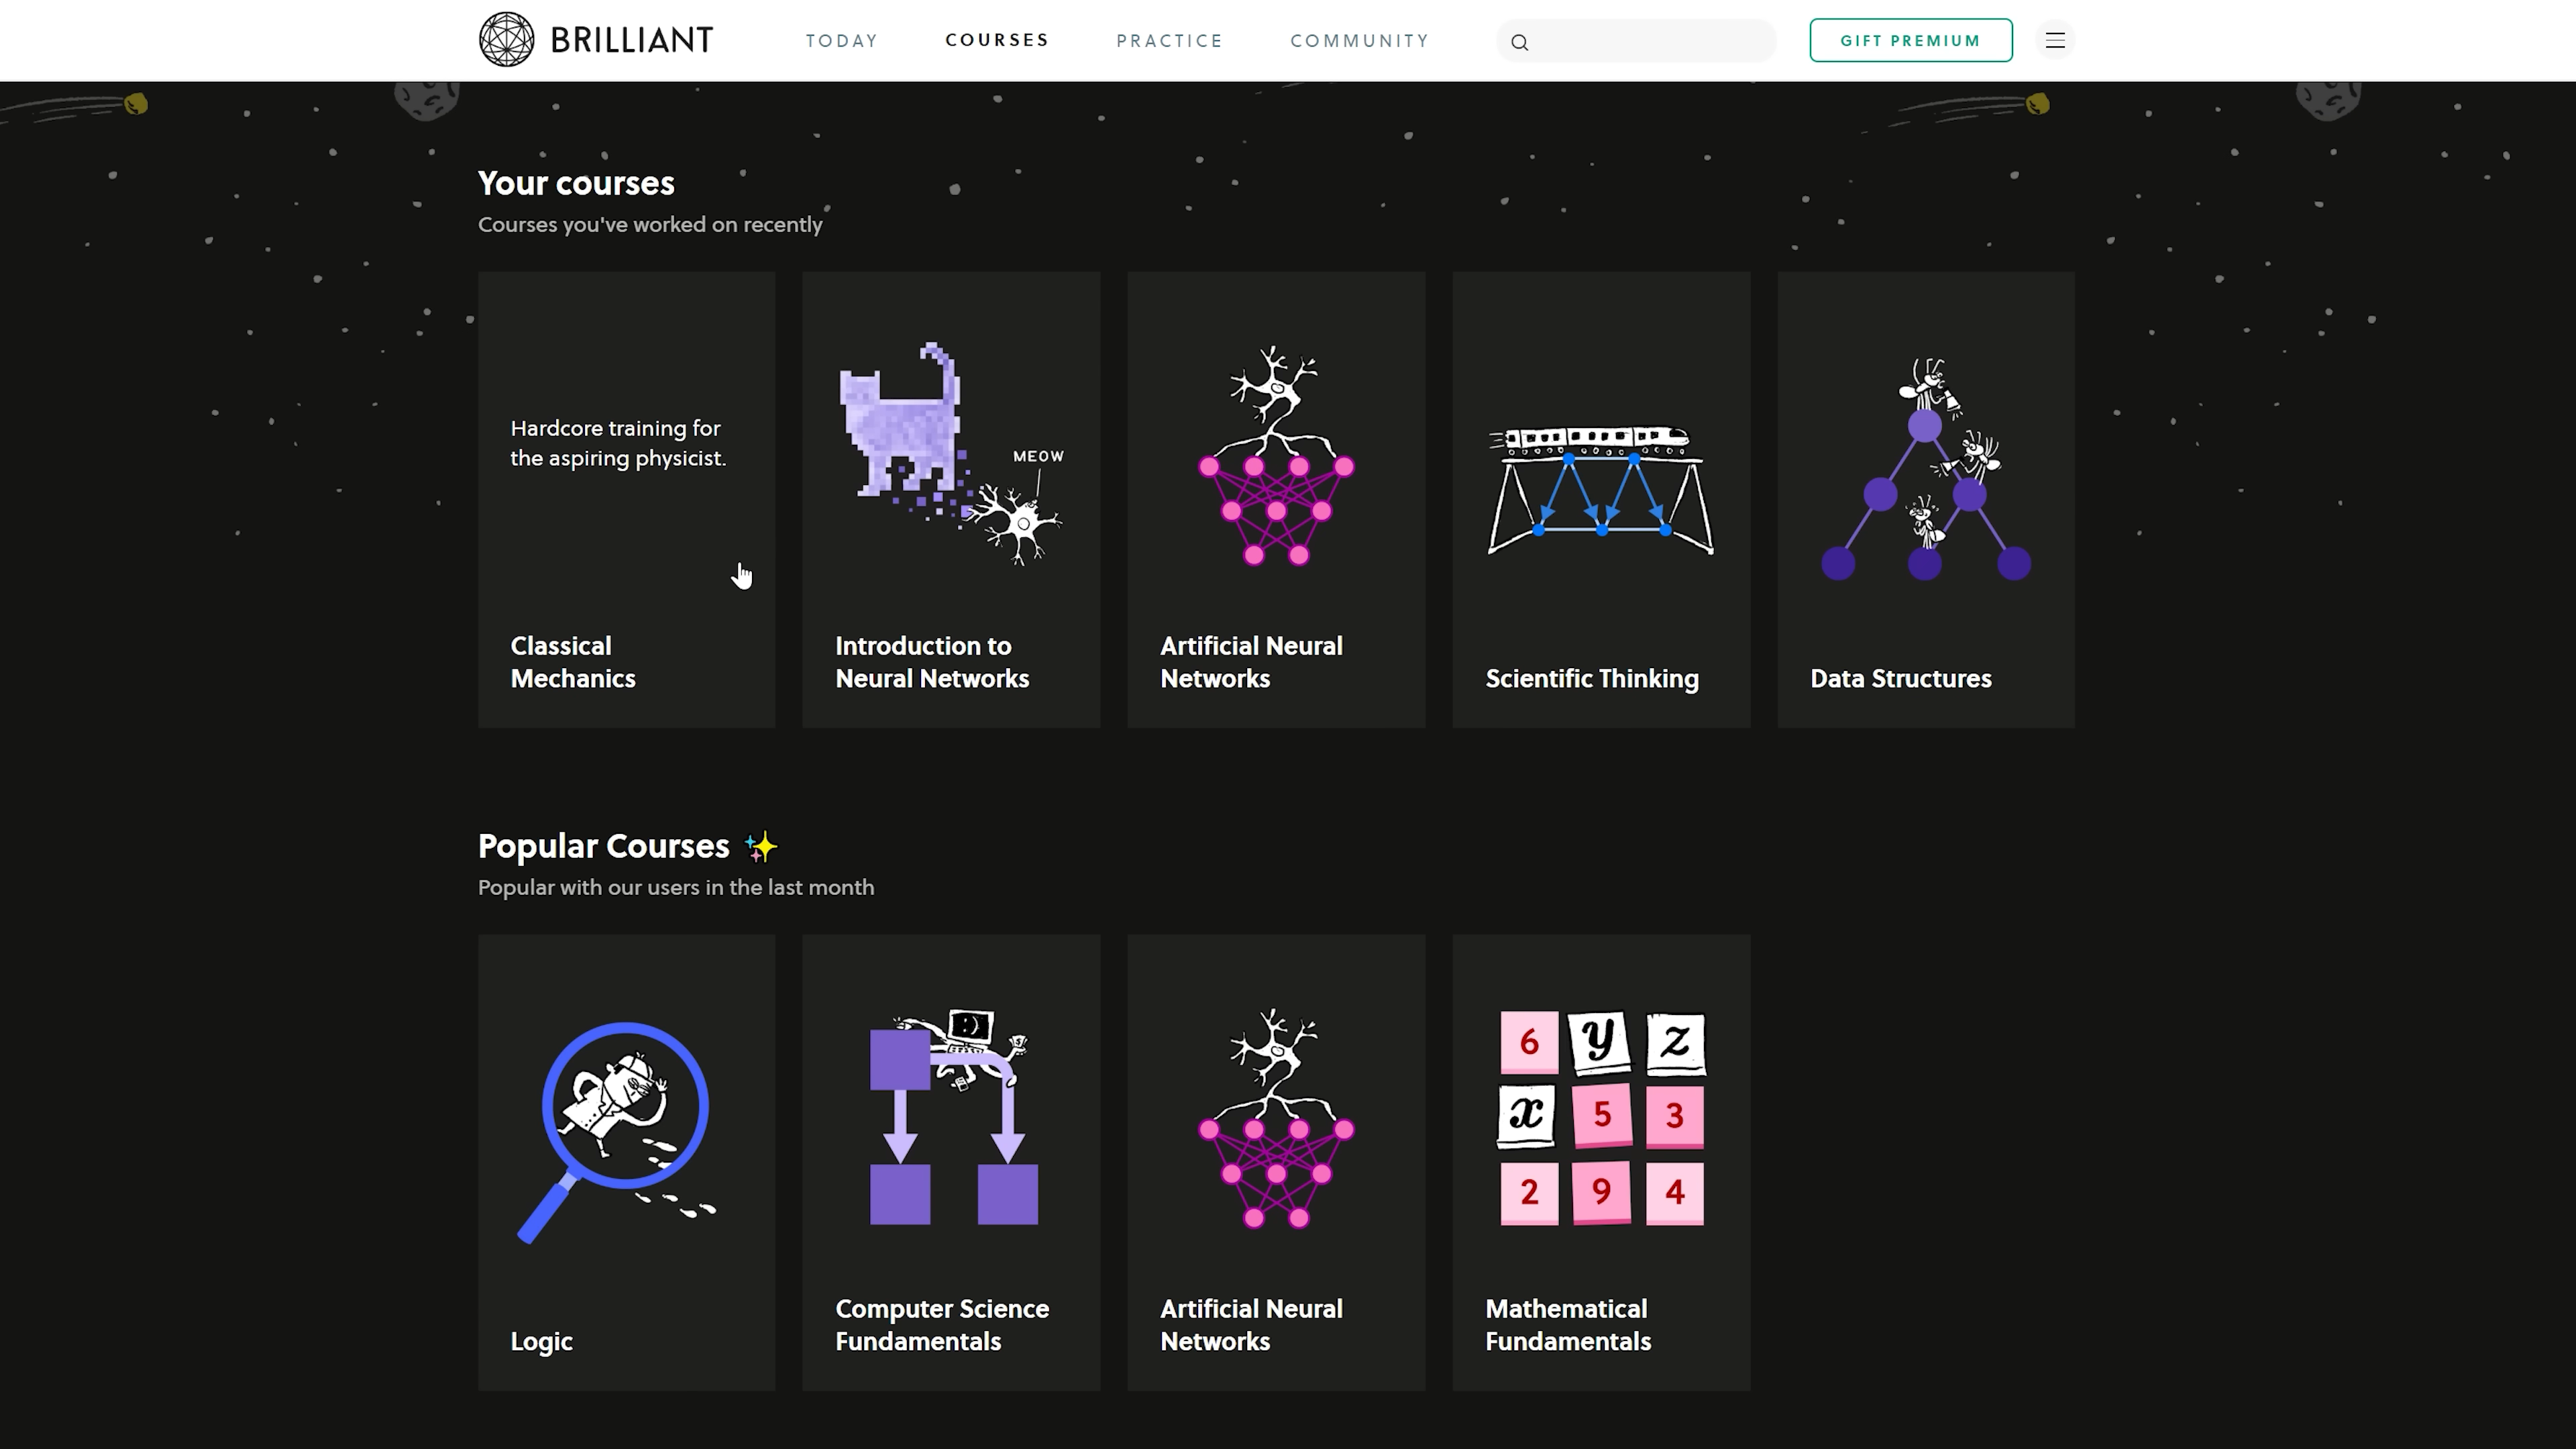 BRILLIANT
TODAY
COURSES
PRACTICE
COMMUNITY
GIFT PREMIUM
Your courses
Courses you've worked on recently
Hardcore training for
the aspiring physicist.
Classical
Mechanics
MEOW
Introduction to
Neural Networks
Artificial Neural
Networks
Scientific Thinking
Data Structures
Popular Courses ✨
Popular with our users in the last month
Logic
Computer Science
Fundamentals
Artificial Neural
Networks
6 y z
x 5 3
2 9 4
Mathematical
Fundamentals